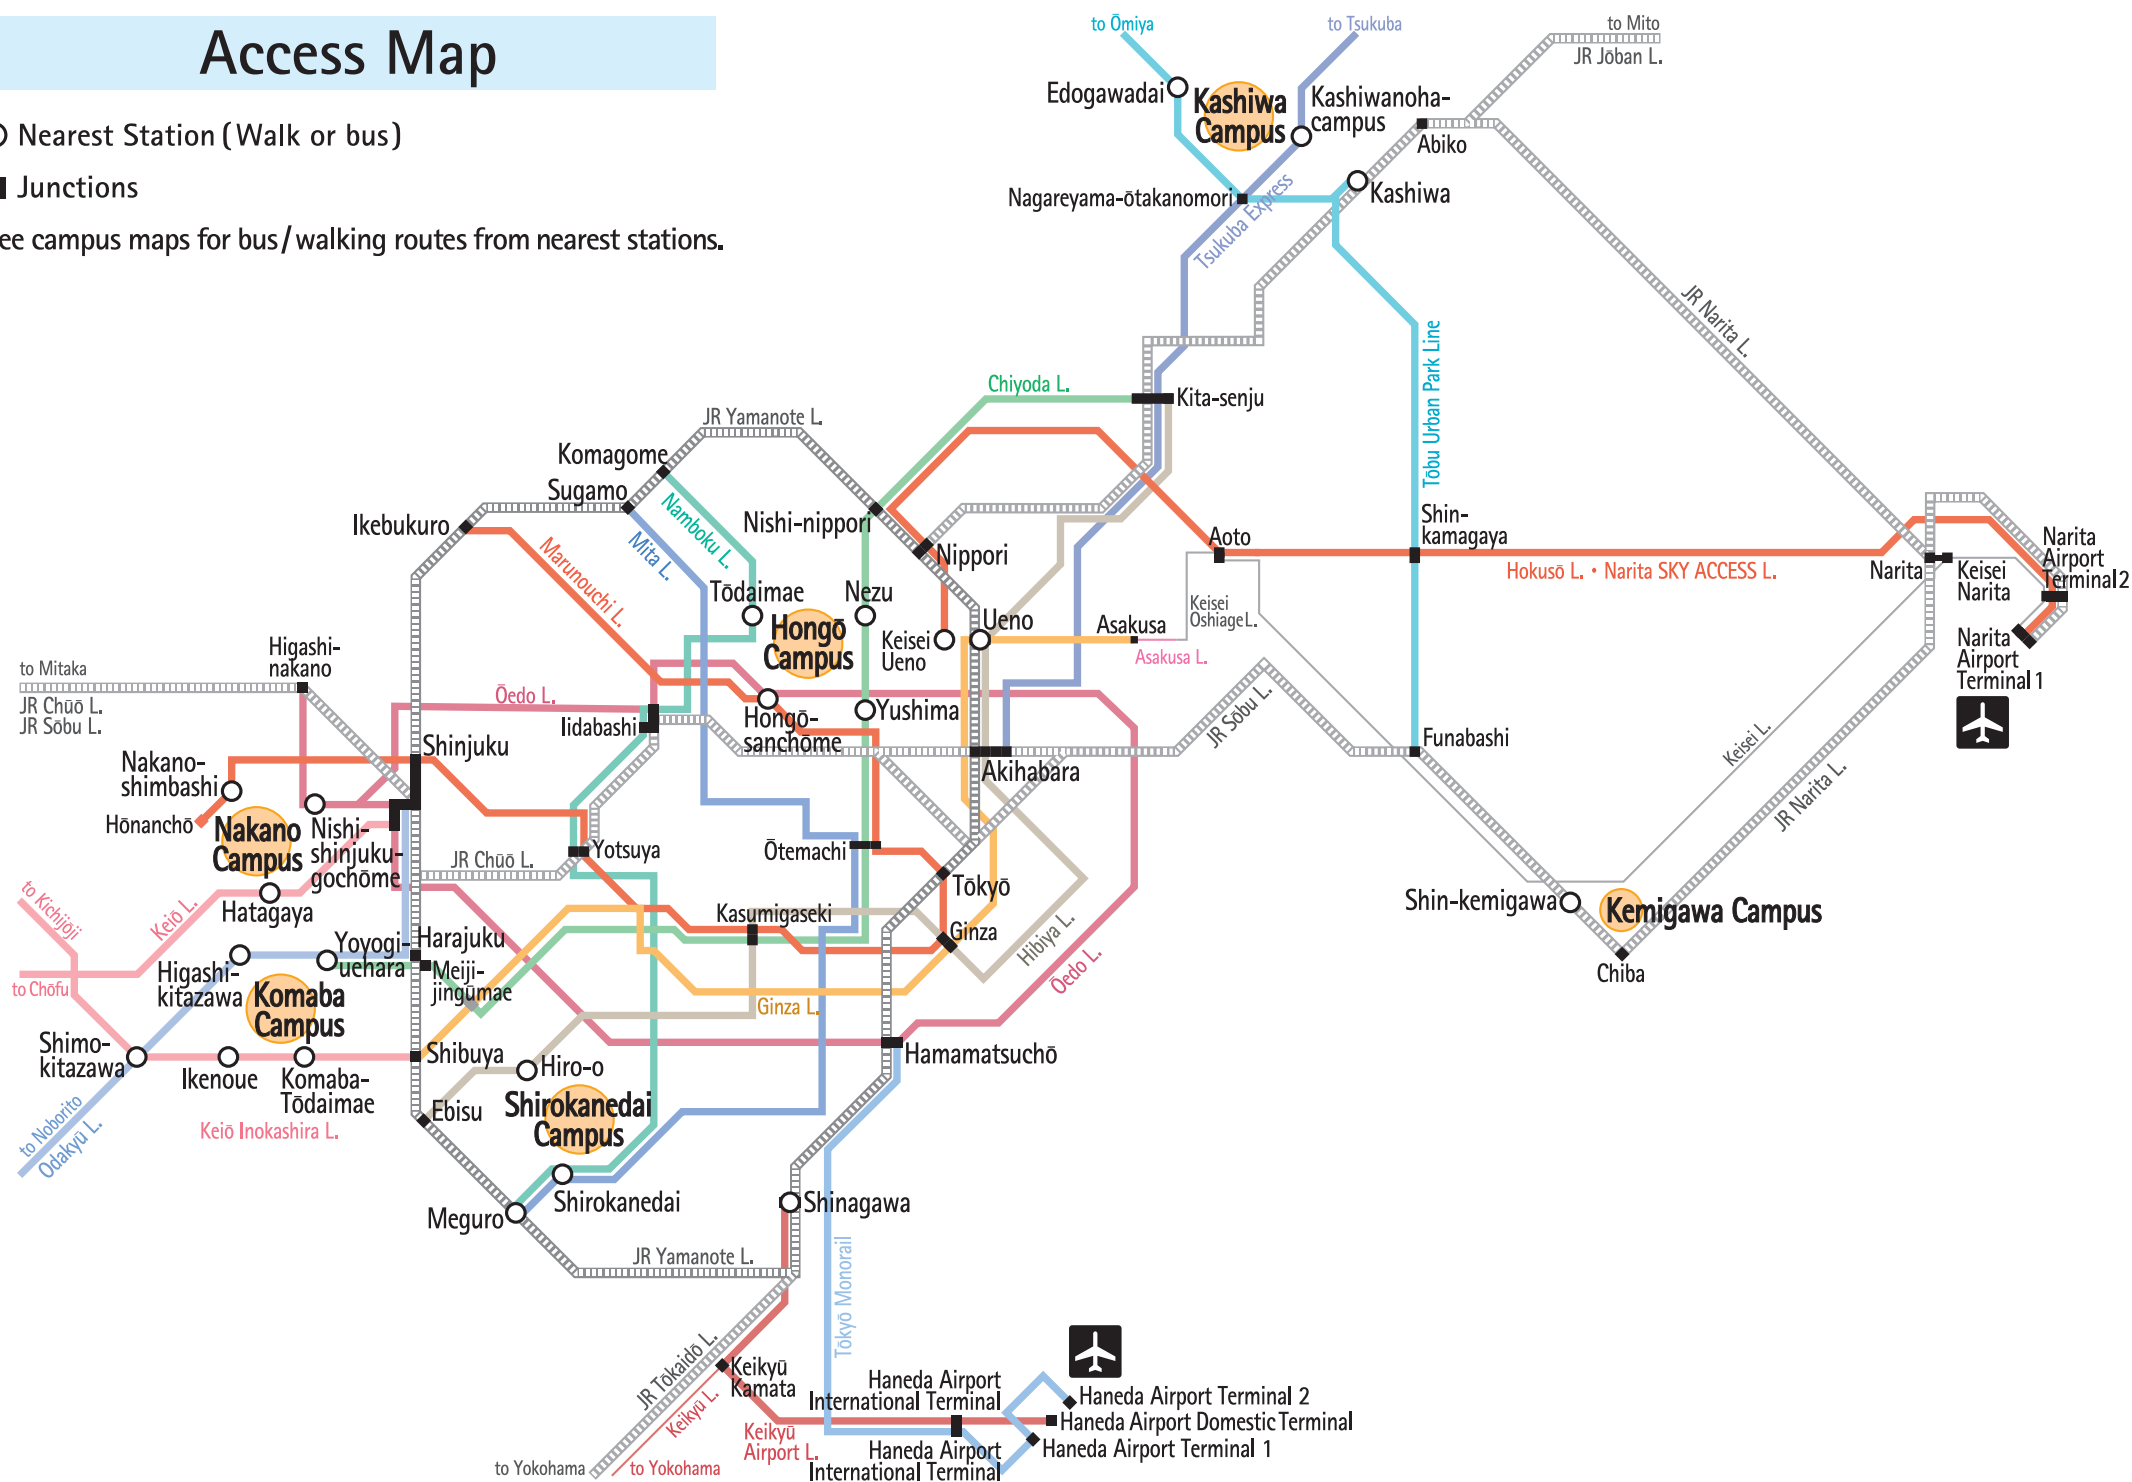 Access Map
Nearest Station (Walk or bus)
Junctions
ee campus maps for bus/walking routes from nearest stations.
to Ōmiya
to Tsukuba
to Mito
JR Jōban L.
Edogawadai
Kashiwa
Campus
Kashiwanoha-
campus
Abiko
Nagareyama-ōtakanomori
Kashiwa
Tsukuba Express
JR Narita L.
Tōbu Urban Park Line
Chiyoda L.
Kita-senju
JR Yamanote L.
Komagome
Sugamo
Ikebukuro
Namboku L.
Mita L.
Marunouchi L.
Nishi-nippori
Nippori
Aoto
Shin-
kamagaya
Hokusō L. • Narita SKY ACCESS L.
Narita
Keisei
Narita
Narita
Airport
Terminal2
Narita
Airport
Terminal 1
Tōdaimae
Nezu
Hongō
Campus
Keisei
Ueno
Ueno
Asakusa
Asakusa L.
Keisei
Oshiage L.
Higashi-
nakano
to Mitaka
JR Chūō L.
JR Sōbu L.
Ōedo L.
Iidabashi
Hongō-
sanchōme
Yushima
JR Sōbu L.
Funabashi
Keisei L.
JR Narita L.
Shinjuku
Akihabara
Nakano-
shimbashi
Hōnanchō
Nakano
Campus
Nishi-
shinjuku-
gochōme
JR Chūō L.
Yotsuya
Ōtemachi
Tōkyō
Hatagaya
to Kichijōji
Keiō L.
to Chōfu
Kasumigaseki
Ginza
Hibiya L.
Ōedo L.
Shin-kemigawa
Kemigawa Campus
Chiba
Higashi-
kitazawa
Yoyogi-
uehara
Harajuku
Meiji-
jingūmae
Komaba
Campus
Ginza L.
Shimo-
kitazawa
Ikenoue
Komaba-
Tōdaimae
Shibuya
Hiro-o
Hamamatsuchō
Keiō Inokashira L.
to Noborito
Odakyū L.
Ebisu
Shirokanedai
Campus
Shirokanedai
Meguro
Shinagawa
JR Yamanote L.
Tōkyō Monorail
JR Tōkaidō L.
Keikyū L.
Keikyū
Kamata
Keikyū
Airport L.
to Yokohama
to Yokohama
Haneda Airport
International Terminal
Haneda Airport
International Terminal
Haneda Airport Terminal 2
Haneda Airport Domestic Terminal
Haneda Airport Terminal 1